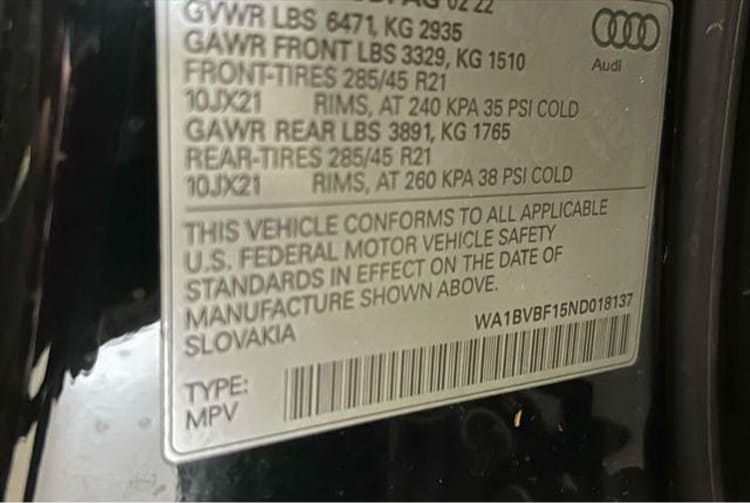 AG 02 22
GVWR LBS 6471, KG 2935
GAWR FRONT LBS 3329, KG 1510
FRONT-TIRES 285/45 R21
10JX21 RIMS, AT 240 KPA 35 PSI COLD
GAWR REAR LBS 3891, KG 1765
REAR-TIRES 285/45 R21
10JX21 RIMS, AT 260 KPA 38 PSI COLD
Audi
THIS VEHICLE CONFORMS TO ALL APPLICABLE
U.S. FEDERAL MOTOR VEHICLE SAFETY
STANDARDS IN EFFECT ON THE DATE OF
MANUFACTURE SHOWN ABOVE.
SLOVAKIA
WA1BVBF15ND018137
TYPE:
MPV